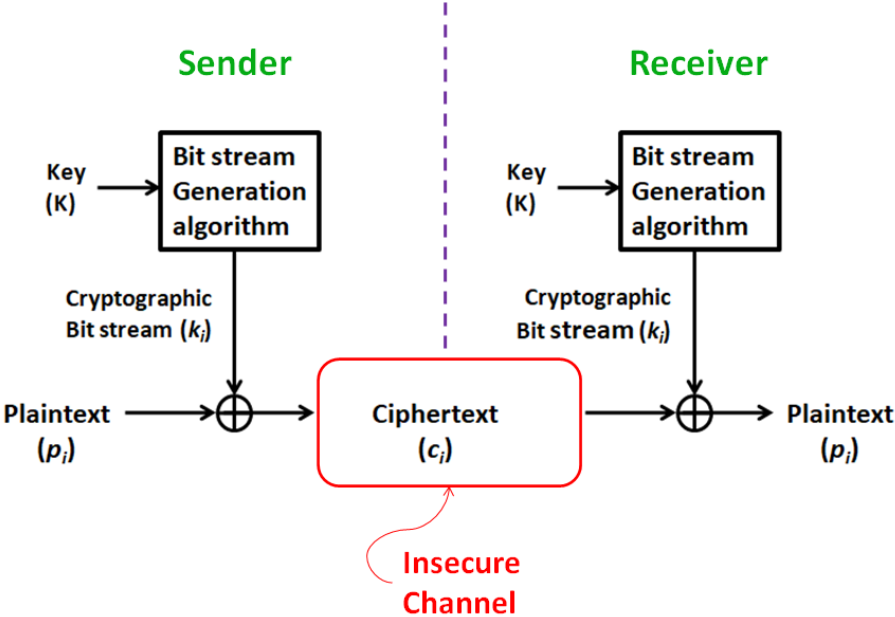 Sender
Receiver
Key
(K)
Bit stream
Generation
algorithm
Key
(K)
Bit stream
Generation
algorithm
Cryptographic
Bit stream (ki)
Cryptographic
Bit stream (ki)
Plaintext
(pi)
Ciphertext
(ci)
Plaintext
(pi)
Insecure
Channel